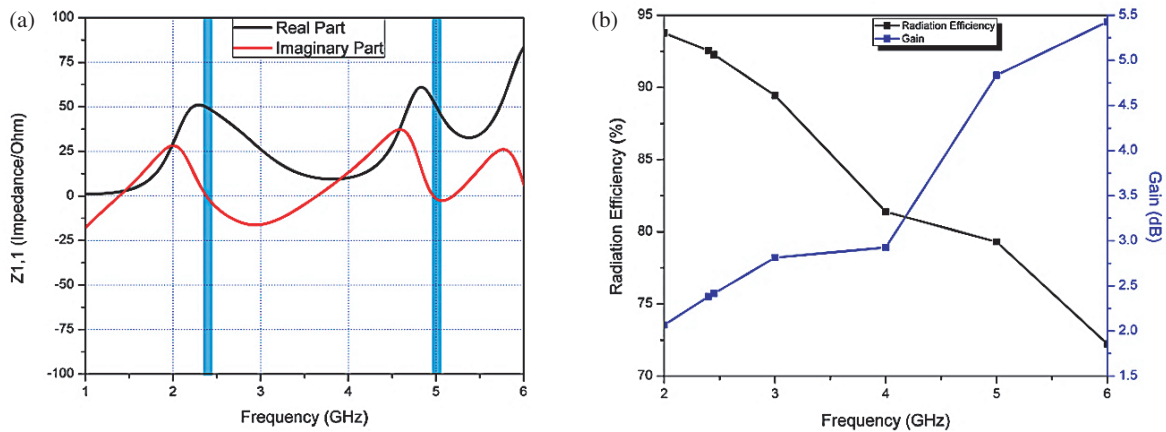 (a)
Real Part
Imaginary Part
100
75
50
25
0
-25
-50
-75
-100
Z1,1 (Impedance/Ohm)
1 2 3 4 5 6
Frequency (GHz)
(b)
Radiation Efficiency
Gain
95
90
85
80
75
70
Radiation Efficiency (%)
5.5
5.0
4.5
4.0
3.5
3.0
2.5
2.0
1.5
Gain (dB)
2 3 4 5 6
Frequency (GHz)